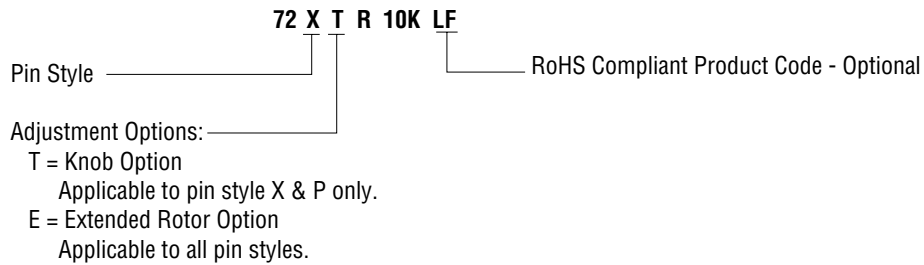 72 X T R 10K LF
Pin Style
RoHS Compliant Product Code - Optional
Adjustment Options:
T = Knob Option
Applicable to pin style X & P only.
E = Extended Rotor Option
Applicable to all pin styles.